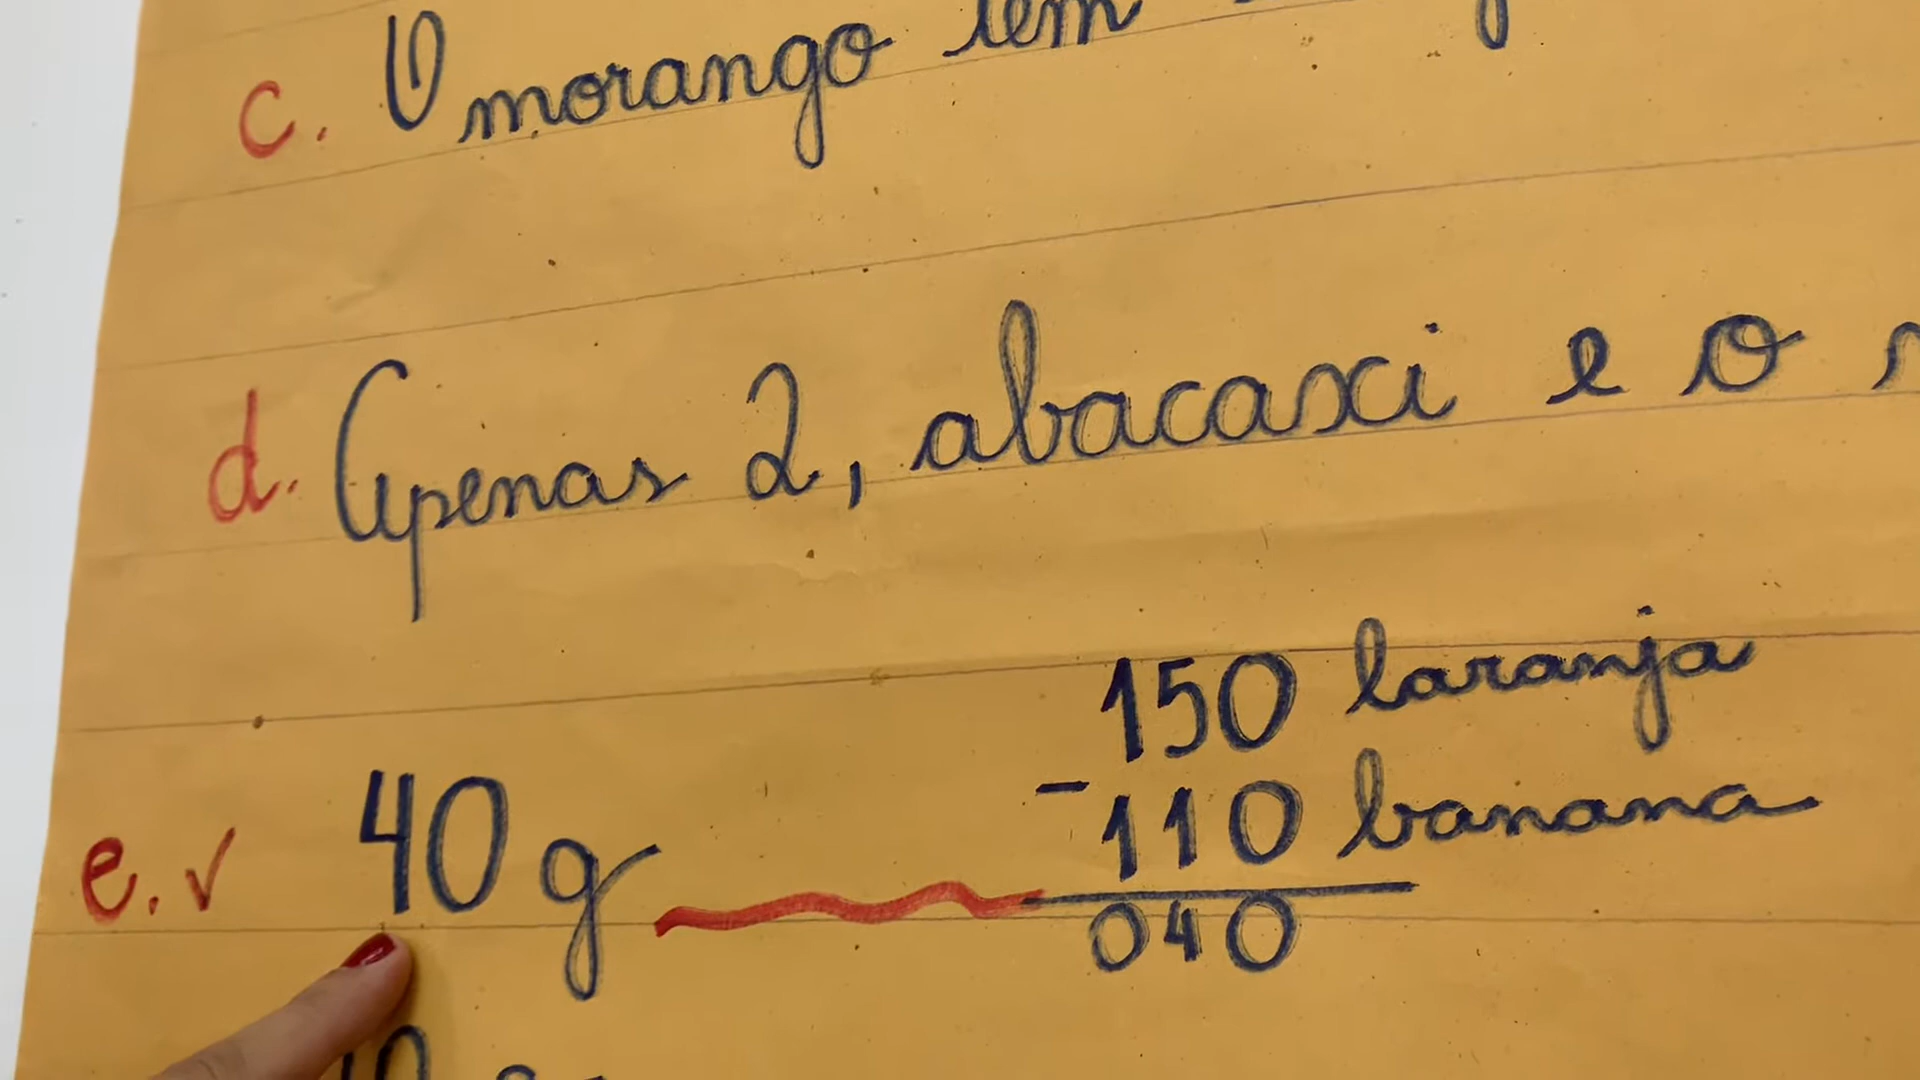 c. O morango tem
d. Apenas 2, abacaxi e o
150 laranja
e. ✓ 40 g - 110 banana
040